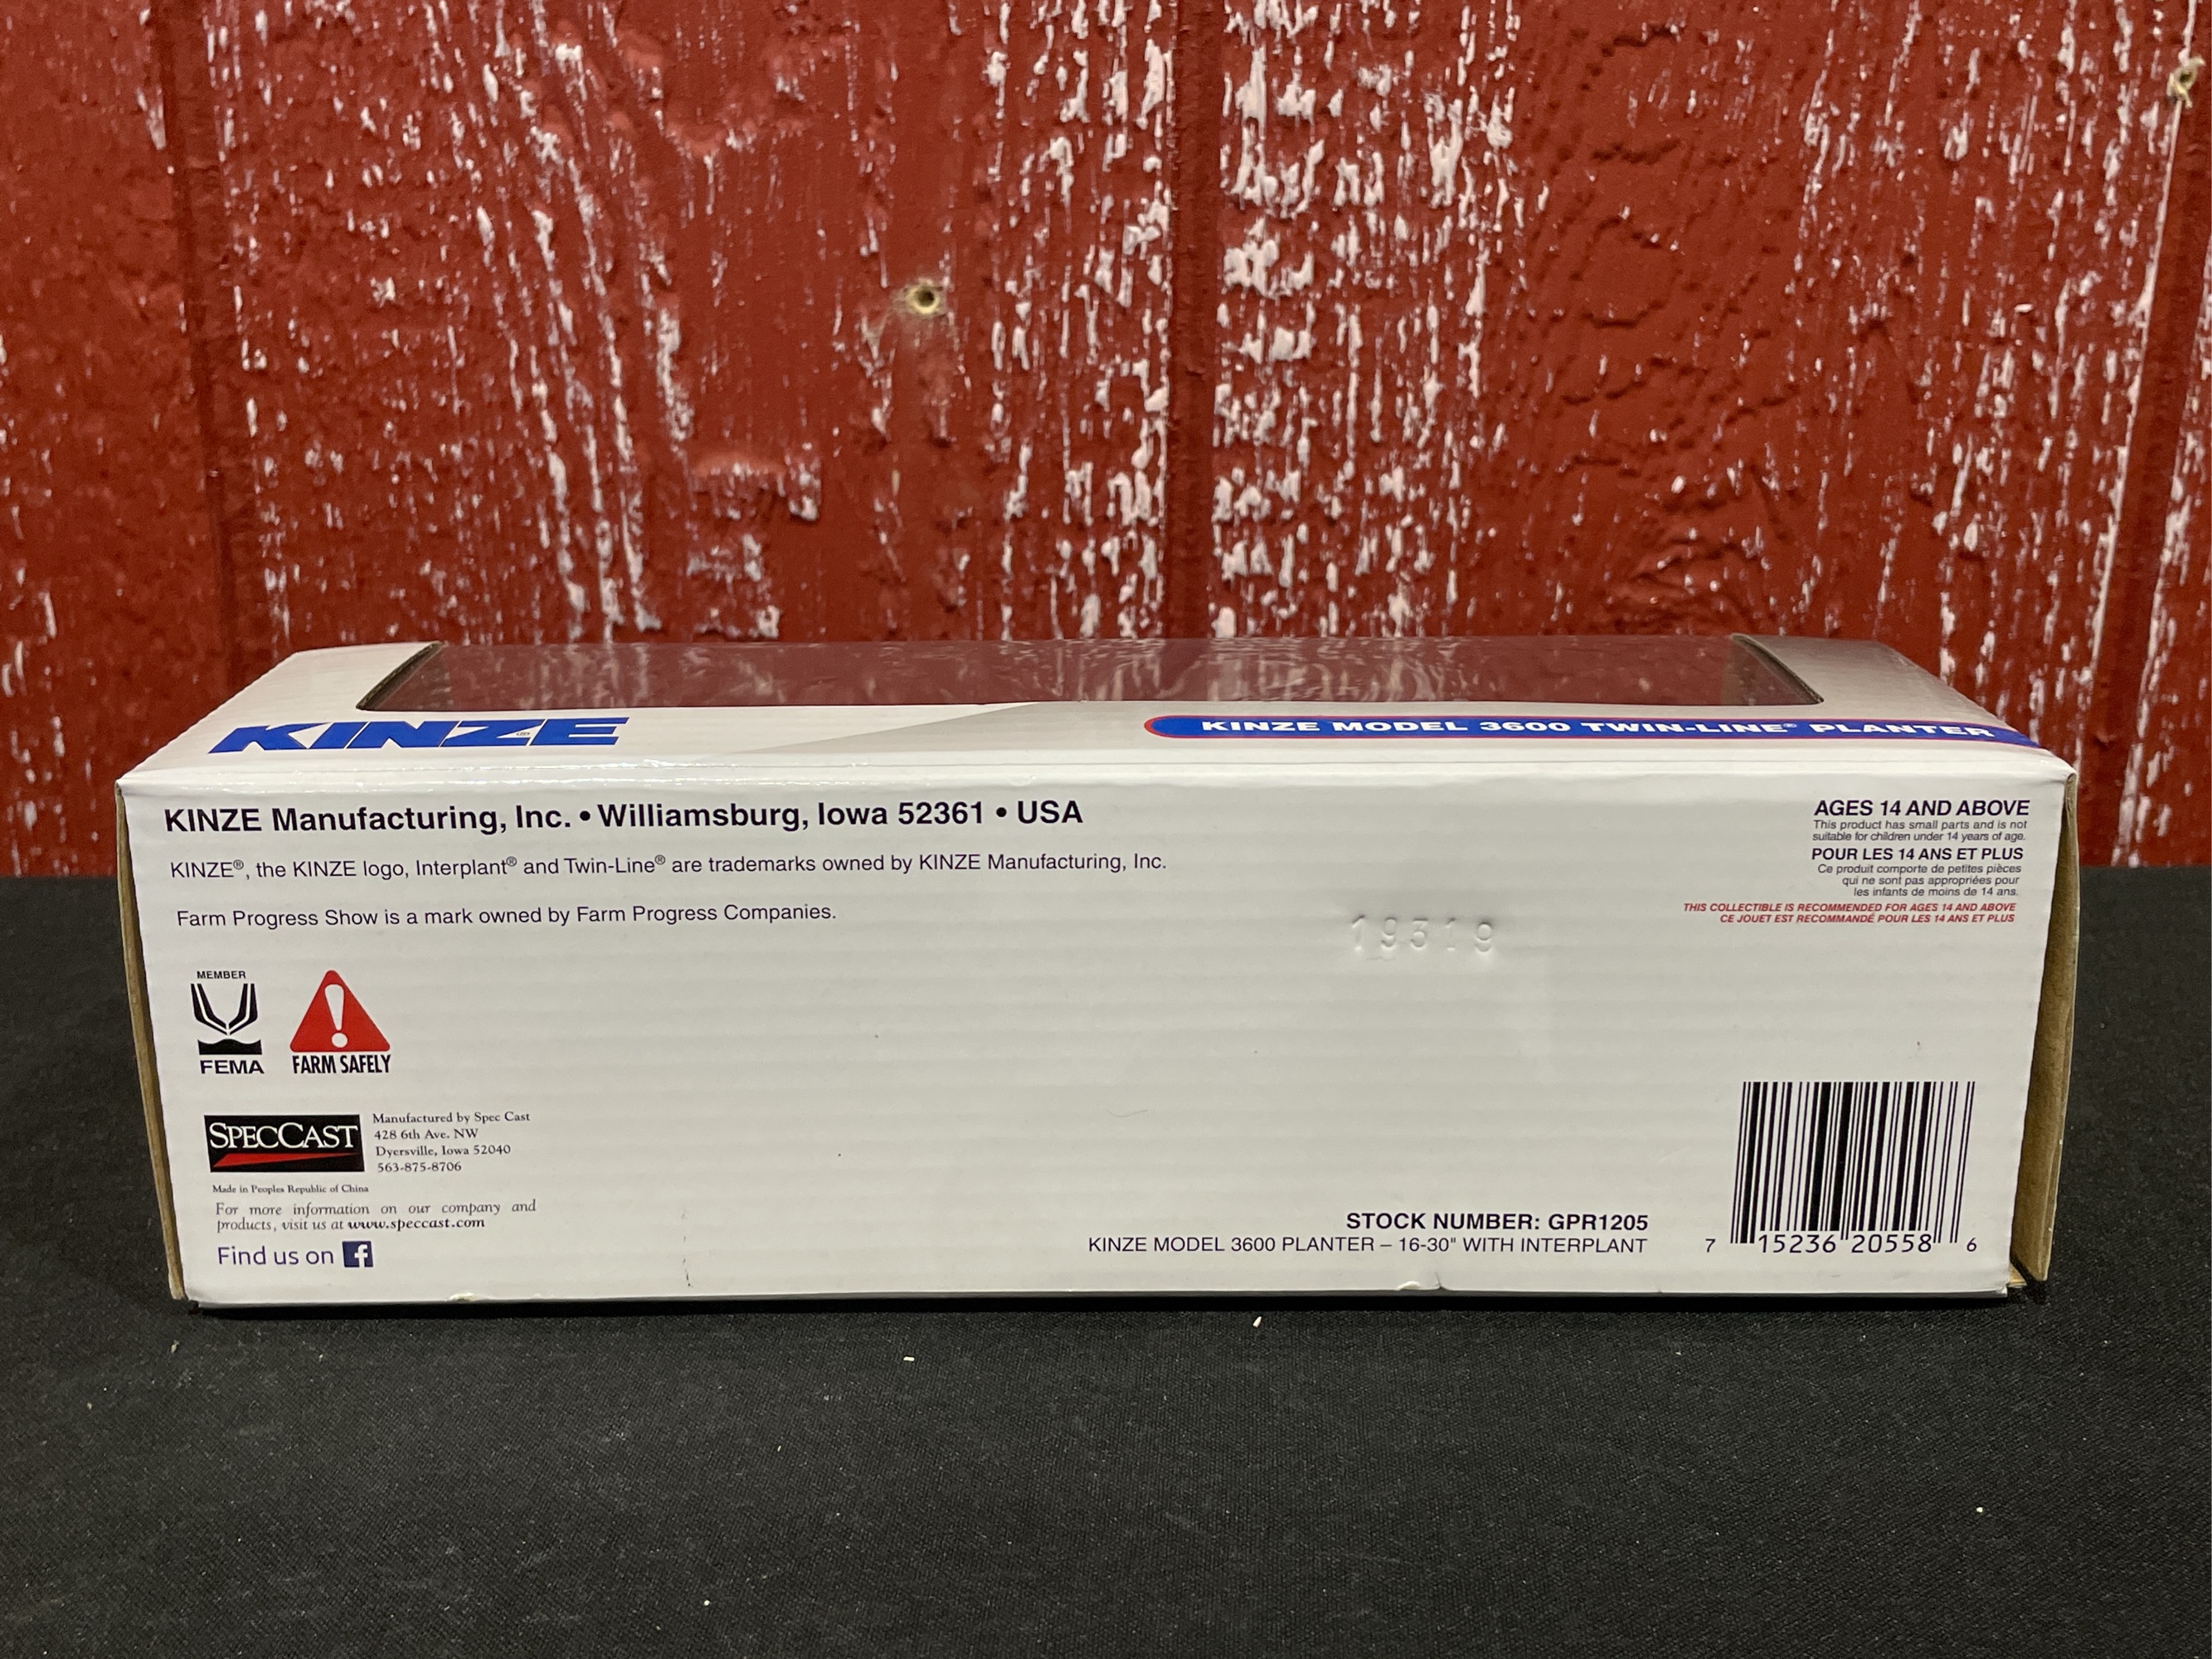 KINZE®
KINZE MODEL 3600 TWIN-LINE® PLANTER
KINZE Manufacturing, Inc. • Williamsburg, Iowa 52361 • USA
KINZE®, the KINZE logo, Interplant® and Twin-Line® are trademarks owned by KINZE Manufacturing, Inc.
Farm Progress Show is a mark owned by Farm Progress Companies.
AGES 14 AND ABOVE
This product has small parts and is not
suitable for children under 14 years of age.
POUR LES 14 ANS ET PLUS
Ce produit comporte de petites pièces
qui ne sont pas appropriées pour
les infants de moins de 14 ans.
THIS COLLECTIBLE IS RECOMMENDED FOR AGES 14 AND ABOVE
CE JOUET EST RECOMMANDÉ POUR LES 14 ANS ET PLUS
19319
MEMBER
FEMA
FARM SAFELY
SPECCAST
Manufactured by Spec Cast
428 6th Ave. NW
Dyersville, Iowa 52040
563-875-8706
Made in Peoples Republic of China
For more information on our company and
products, visit us at www.speccast.com
Find us on f
STOCK NUMBER: GPR1205
KINZE MODEL 3600 PLANTER – 16-30" WITH INTERPLANT
7 15236 20558 6